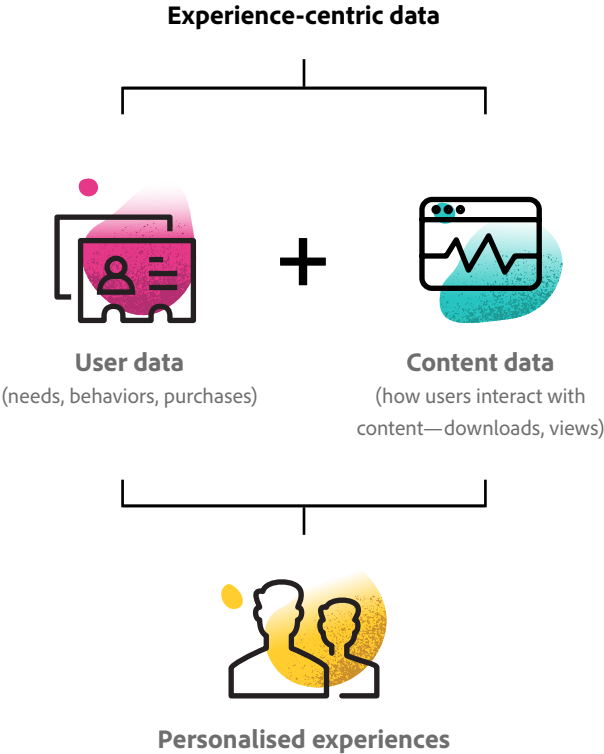 Experience-centric data
User data
(needs, behaviors, purchases)
Content data
(how users interact with
content—downloads, views)
Personalised experiences